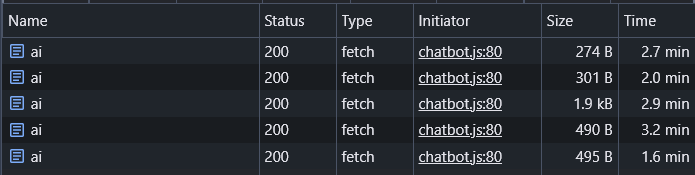 Name Status Type Initiator Size Time
ai 200 fetch chatbot.js:80 274 B 2.7 min
ai 200 fetch chatbot.js:80 301 B 2.0 min
ai 200 fetch chatbot.js:80 1.9 kB 2.9 min
ai 200 fetch chatbot.js:80 490 B 3.2 min
ai 200 fetch chatbot.js:80 495 B 1.6 min